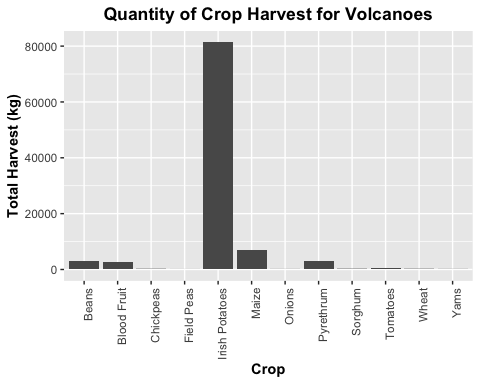 Quantity of Crop Harvest for Volcanoes
Total Harvest (kg)
80000
60000
40000
20000
0
Beans
Blood Fruit
Chickpeas
Field Peas
Irish Potatoes
Maize
Onions
Pyrethrum
Sorghum
Tomatoes
Wheat
Yams
Crop